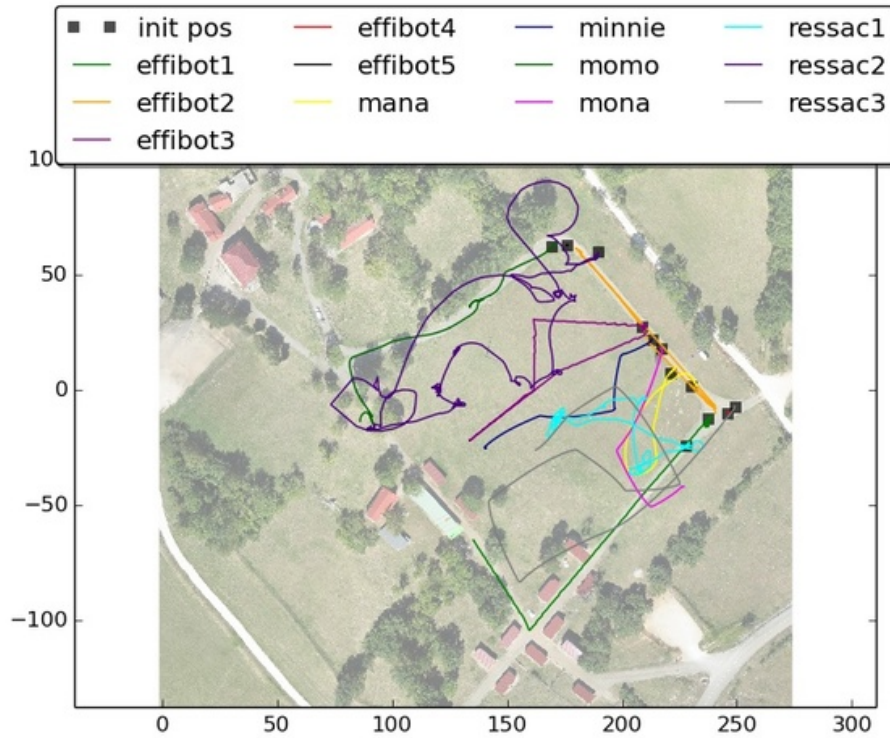 init pos effibot4 minnie ressac1
effibot1 effibot5 momo ressac2
effibot2 mana mona ressac3
effibot3
10
50
0
−50
−100
0 50 100 150 200 250 300